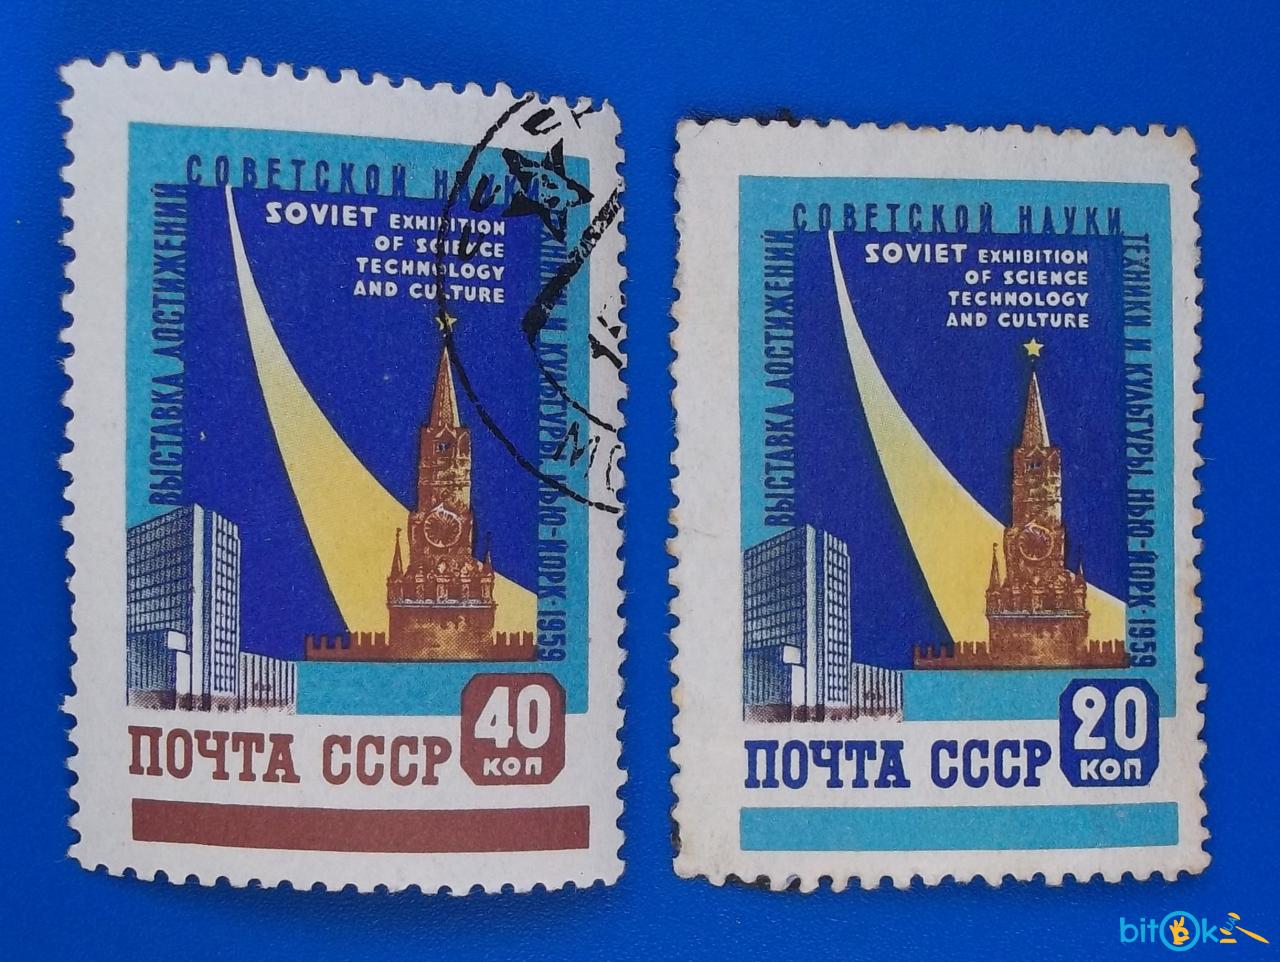 СОВЕТСКОЙ НАУКИ
ВЫСТАВКА ДОСТИЖЕНИЙ
ТЕХНИКИ И КУЛЬТУРЫ. НЬЮ-ЙОРК·1959
SOVIET EXHIBITION
OF SCIENCE
TECHNOLOGY
AND CULTURE
ПОЧТА СССР
40
КОП
СОВЕТСКОЙ НАУКИ
ВЫСТАВКА ДОСТИЖЕНИЙ
ТЕХНИКИ И КУЛЬТУРЫ. НЬЮ-ЙОРК·1959
SOVIET EXHIBITION
OF SCIENCE
TECHNOLOGY
AND CULTURE
ПОЧТА СССР
20
КОП
bitOk
UA